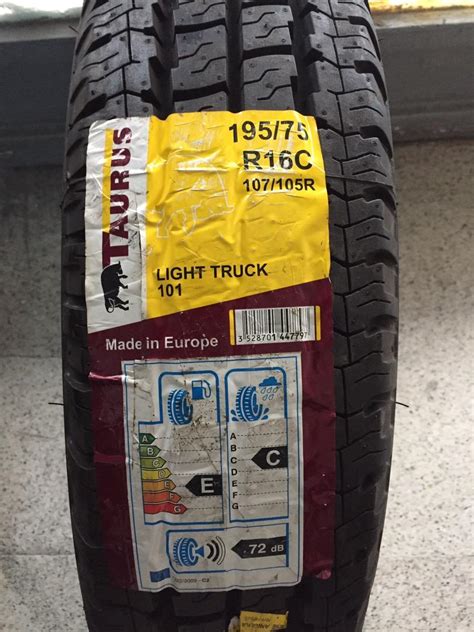 TAURUS
195/75
R16C
107/105R
LIGHT TRUCK
101
Made in Europe
3 528701 447797
A
B
C
D
E
F
G
E
A
B
C
D
E
F
G
C
72 dB